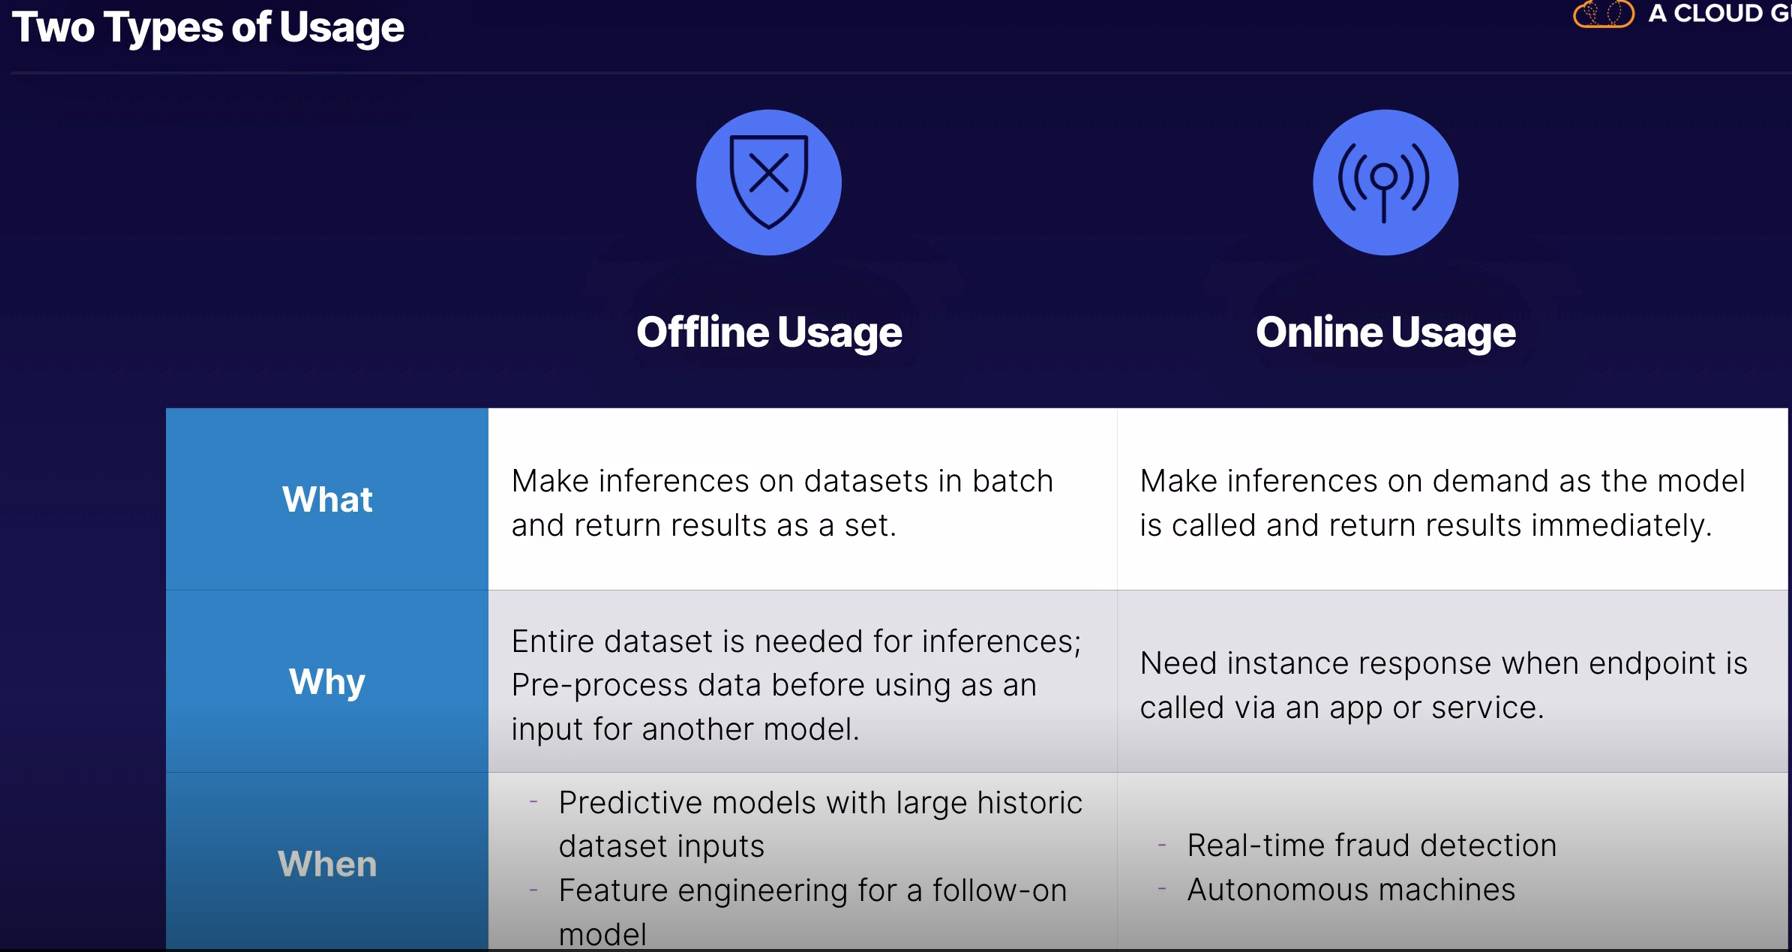 Two Types of Usage
A CLOUD
Offline Usage
Online Usage
What
Make inferences on datasets in batch
and return results as a set.
Make inferences on demand as the model
is called and return results immediately.
Why
Entire dataset is needed for inferences;
Pre-process data before using as an
input for another model.
Need instance response when endpoint is
called via an app or service.
When
- Predictive models with large historic
dataset inputs
- Feature engineering for a follow-on
model
- Real-time fraud detection
- Autonomous machines